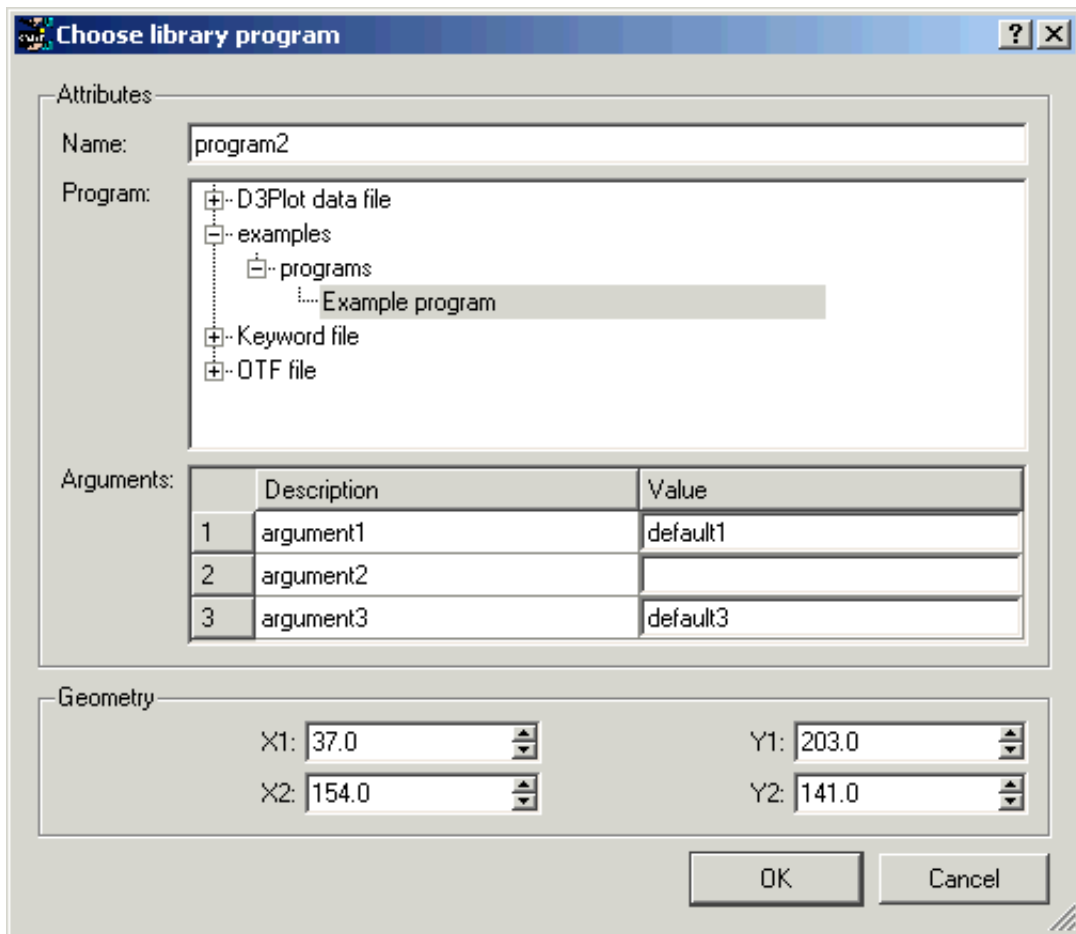 Choose library program
Attributes
Name: program2
Program: D3Plot data file
examples
programs
Example program
Keyword file
OTF file
Arguments: Description Value
1 argument1 default1
2 argument2
3 argument3 default3
Geometry
X1: 37.0 Y1: 203.0
X2: 154.0 Y2: 141.0
OK Cancel